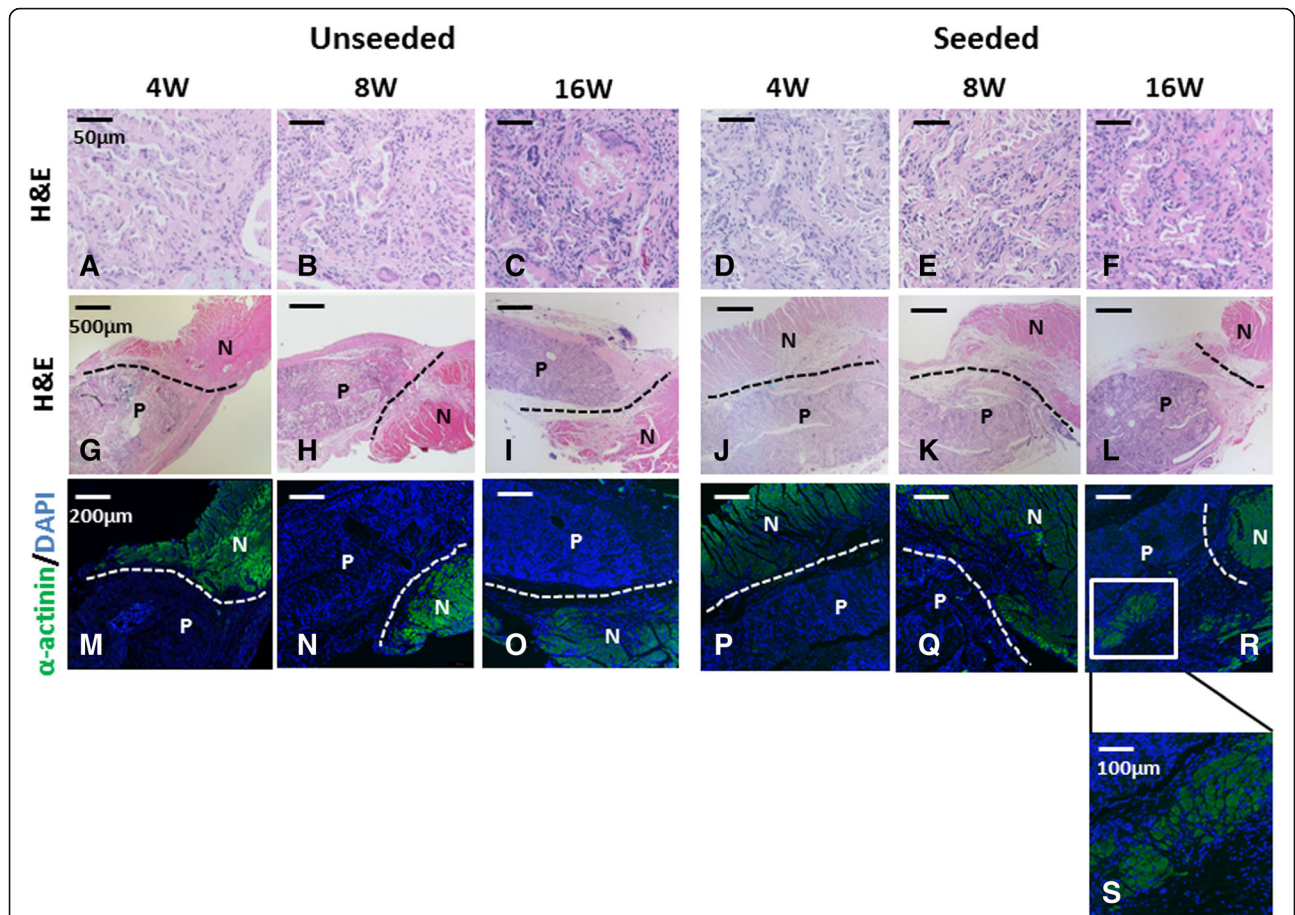 Unseeded Seeded
4W 8W 16W 4W 8W 16W
H&E
50μm
A B C D E F
H&E
500μm
N P P N P N N P N P N P
G H I J K L
α-actinin/DAPI
200μm
N P P N P N N P N P P N
M N O P Q R
100μm
S